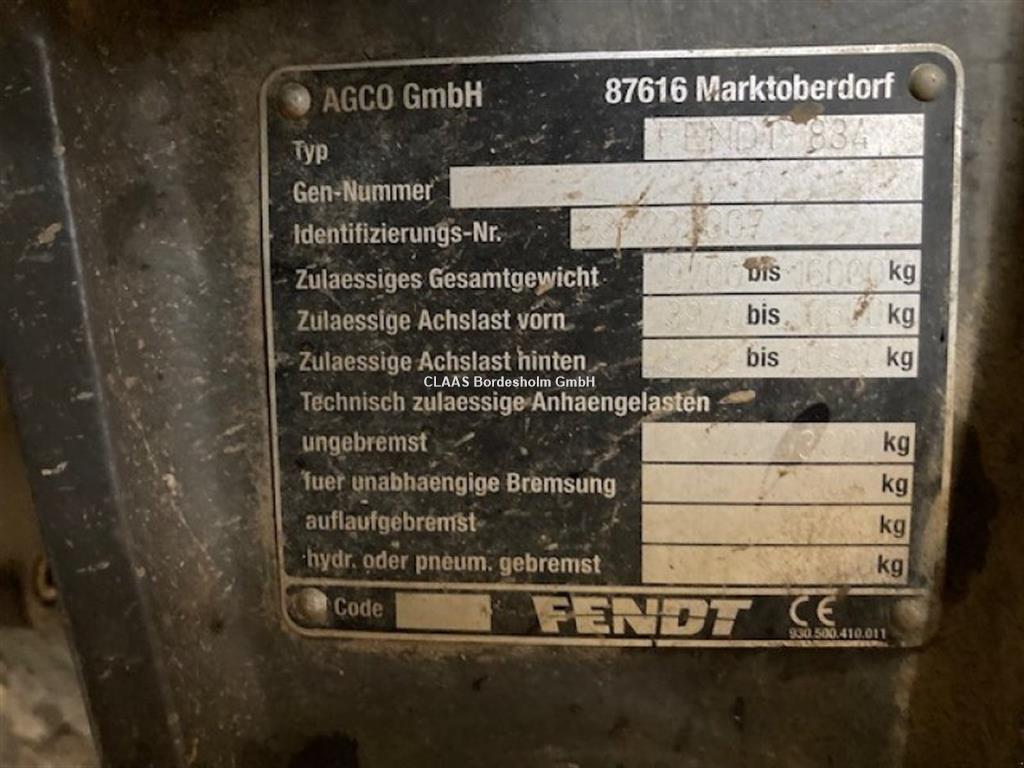 AGCO GmbH 87616 Marktoberdorf
Typ FENDT 834
Gen-Nummer
Identifizierungs-Nr.
Zulaessiges Gesamtgewicht bis kg
Zulaessige Achslast vorn bis kg
Zulaessige Achslast hinten bis kg
CLAAS Bordesholm GmbH
Technisch zulaessige Anhaengelasten
ungebremst kg
fuer unabhaengige Bremsung kg
auflaufgebremst kg
hydr. oder pneum. gebremst kg
Code FENDT CE
930.500.410.011